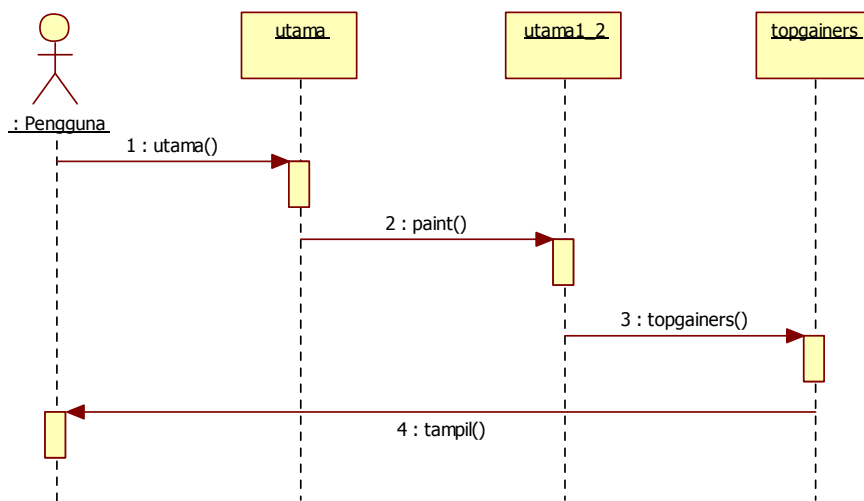 utama
utama1_2
topgainers
: Pengguna
1 : utama()
2 : paint()
3 : topgainers()
4 : tampil()